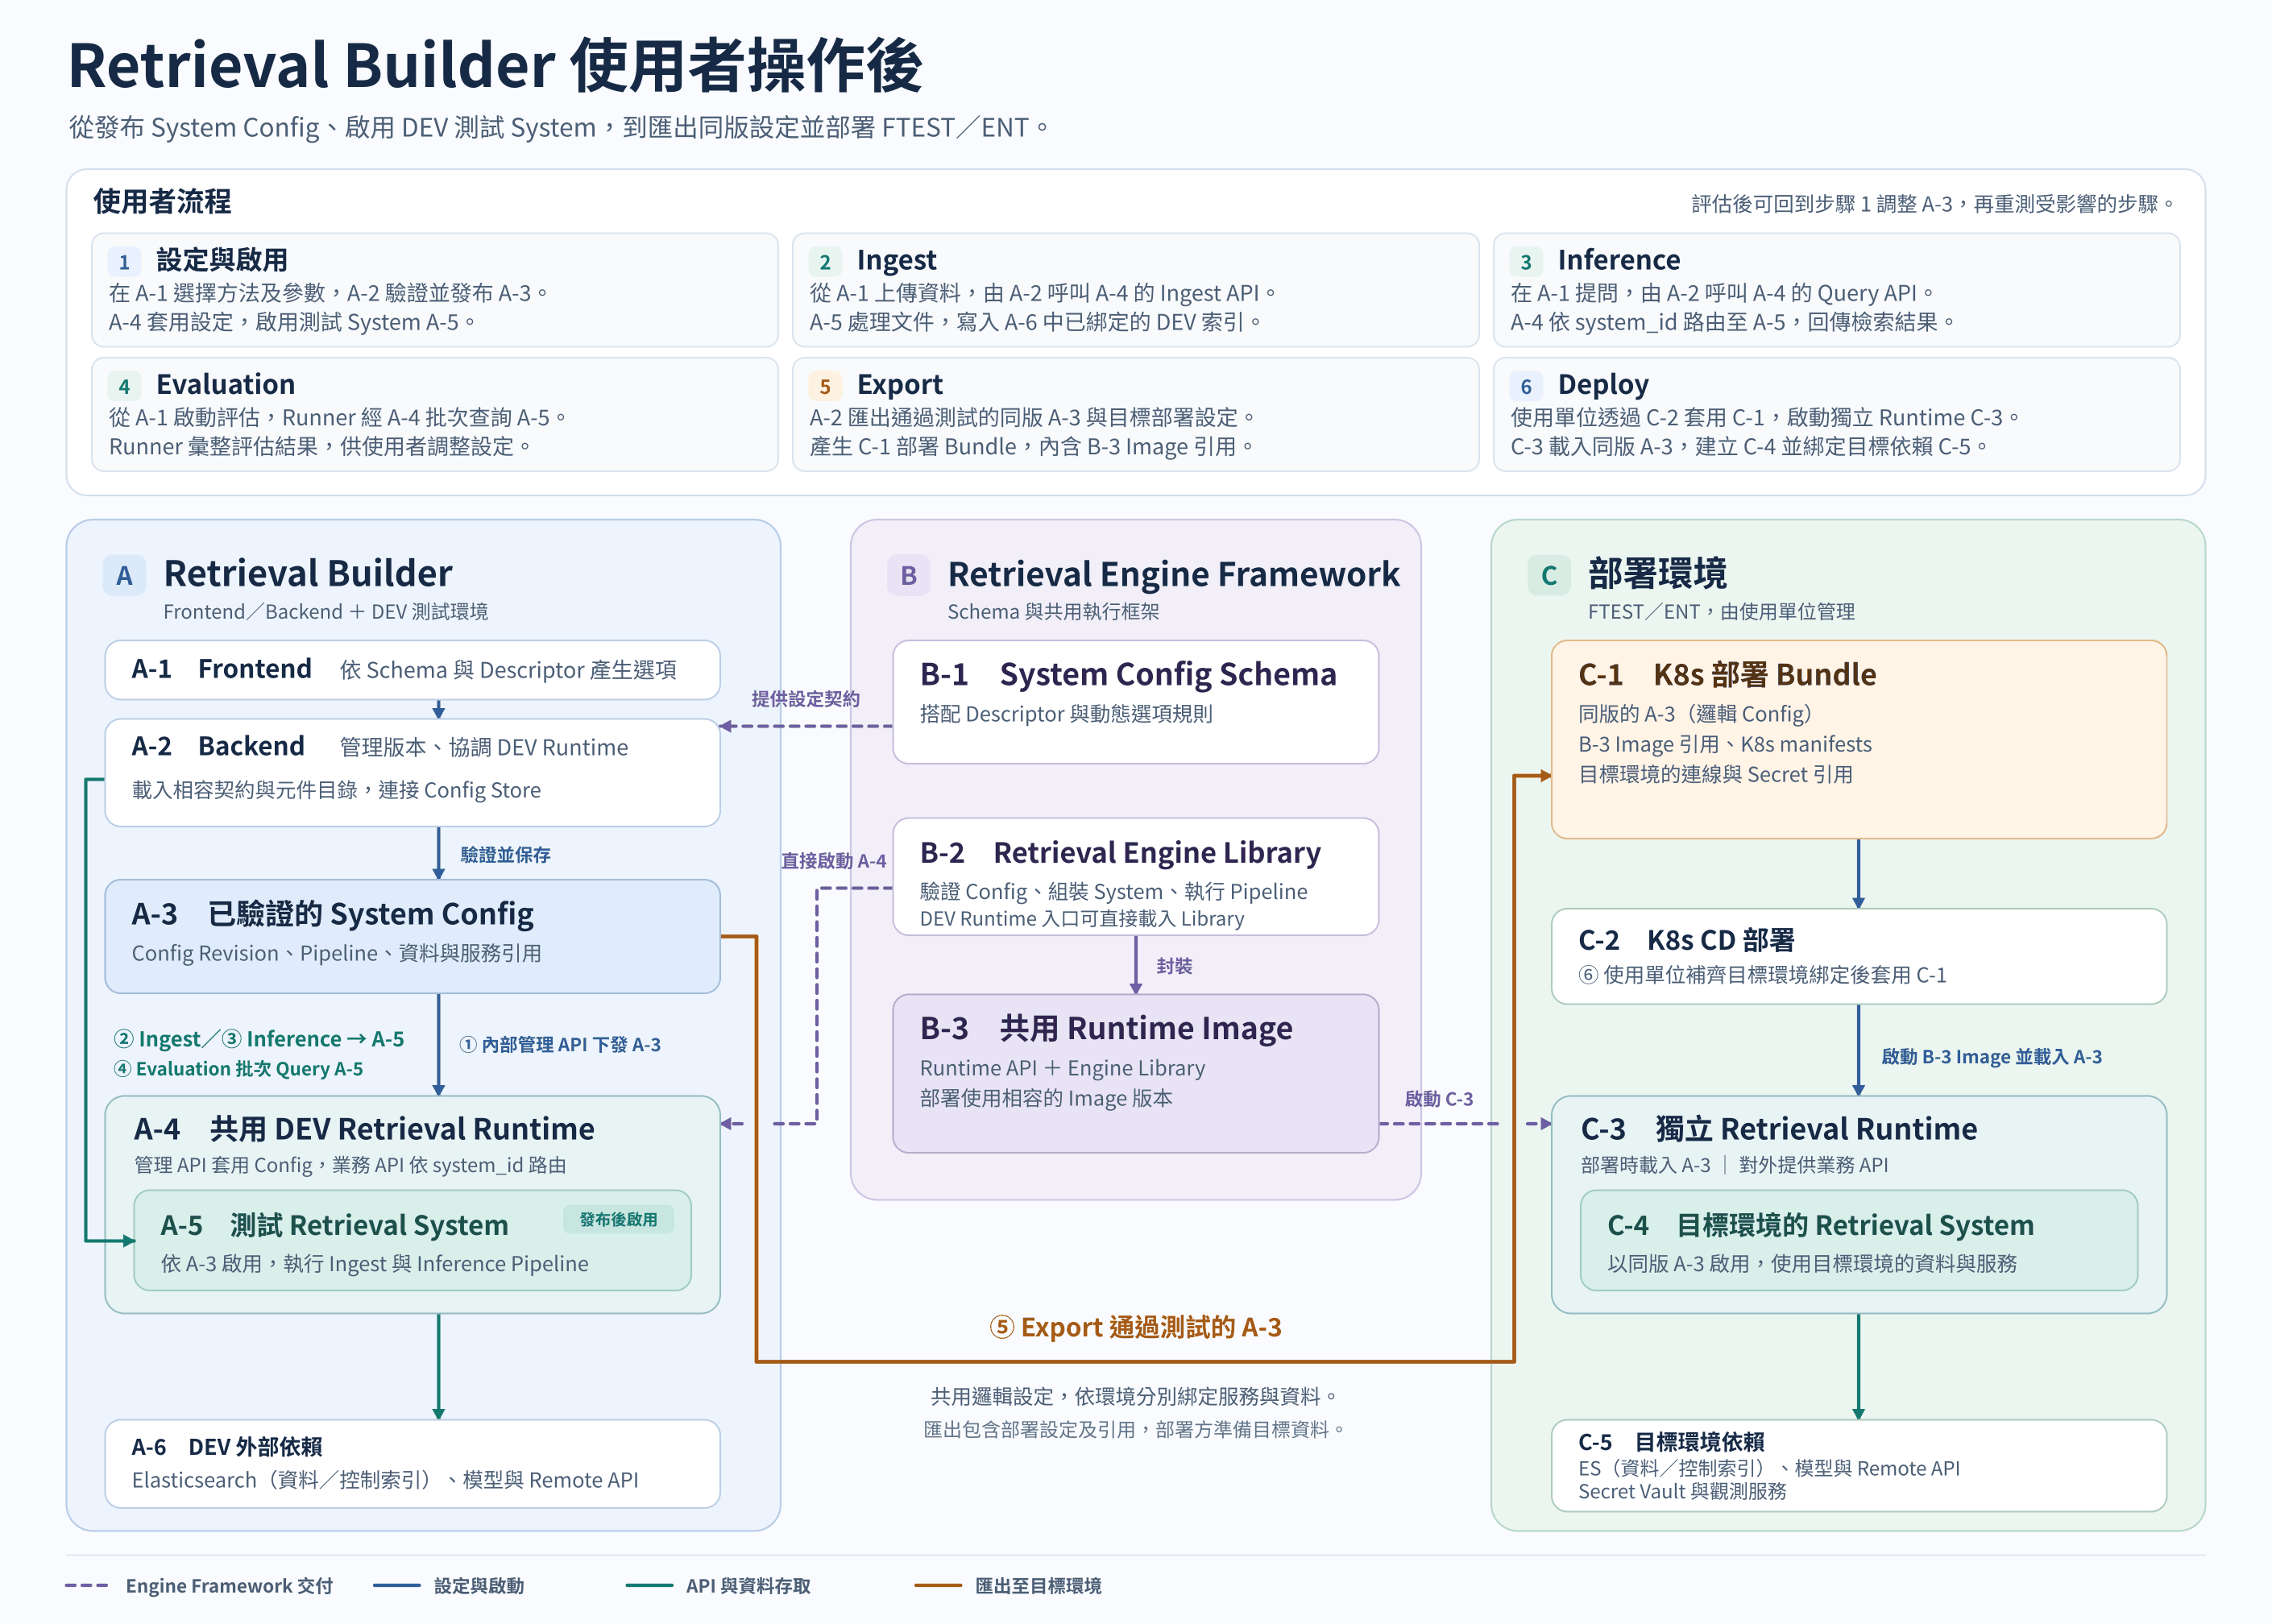 Retrieval Builder 使用者操作後
從發布 System Config、啟用 DEV 測試 System，到匯出同版設定並部署 FTEST／ENT。
使用者流程
評估後可回到步驟 1 調整 A-3，再重測受影響的步驟。
1 設定與啟用
在 A-1 選擇方法及參數，A-2 驗證並發布 A-3。
A-4 套用設定，啟用測試 System A-5。
2 Ingest
從 A-1 上傳資料，由 A-2 呼叫 A-4 的 Ingest API。
A-5 處理文件，寫入 A-6 中已綁定的 DEV 索引。
3 Inference
在 A-1 提問，由 A-2 呼叫 A-4 的 Query API。
A-4 依 system_id 路由至 A-5，回傳檢索結果。
4 Evaluation
從 A-1 啟動評估，Runner 經 A-4 批次查詢 A-5。
Runner 彙整評估結果，供使用者調整設定。
5 Export
A-2 匯出通過測試的同版 A-3 與目標部署設定。
產生 C-1 部署 Bundle，內含 B-3 Image 引用。
6 Deploy
使用單位透過 C-2 套用 C-1，啟動獨立 Runtime C-3。
C-3 載入同版 A-3，建立 C-4 並綁定目標依賴 C-5。
A Retrieval Builder
Frontend／Backend ＋ DEV 測試環境
A-1 Frontend 依 Schema 與 Descriptor 產生選項
A-2 Backend 管理版本、協調 DEV Runtime
載入相容契約與元件目錄，連接 Config Store
驗證並保存
A-3 已驗證的 System Config
Config Revision、Pipeline、資料與服務引用
② Ingest／③ Inference → A-5
④ Evaluation 批次 Query A-5
① 內部管理 API 下發 A-3
A-4 共用 DEV Retrieval Runtime
管理 API 套用 Config，業務 API 依 system_id 路由
A-5 測試 Retrieval System
發布後啟用
依 A-3 啟用，執行 Ingest 與 Inference Pipeline
A-6 DEV 外部依賴
Elasticsearch（資料／控制索引）、模型與 Remote API
提供設定契約
直接啟動 A-4
B Retrieval Engine Framework
Schema 與共用執行框架
B-1 System Config Schema
搭配 Descriptor 與動態選項規則
B-2 Retrieval Engine Library
驗證 Config、組裝 System、執行 Pipeline
DEV Runtime 入口可直接載入 Library
封裝
B-3 共用 Runtime Image
Runtime API ＋ Engine Library
部署使用相容的 Image 版本
啟動 C-3
⑤ Export 通過測試的 A-3
共用邏輯設定，依環境分別綁定服務與資料。
匯出包含部署設定及引用，部署方準備目標資料。
C 部署環境
FTEST／ENT，由使用單位管理
C-1 K8s 部署 Bundle
同版的 A-3（邏輯 Config）
B-3 Image 引用、K8s manifests
目標環境的連線與 Secret 引用
C-2 K8s CD 部署
⑥ 使用單位補齊目標環境綁定後套用 C-1
啟動 B-3 Image 並載入 A-3
C-3 獨立 Retrieval Runtime
部署時載入 A-3｜對外提供業務 API
C-4 目標環境的 Retrieval System
以同版 A-3 啟用，使用目標環境的資料與服務
C-5 目標環境依賴
ES（資料／控制索引）、模型與 Remote API
Secret Vault 與觀測服務
Engine Framework 交付
設定與啟動
API 與資料存取
匯出至目標環境